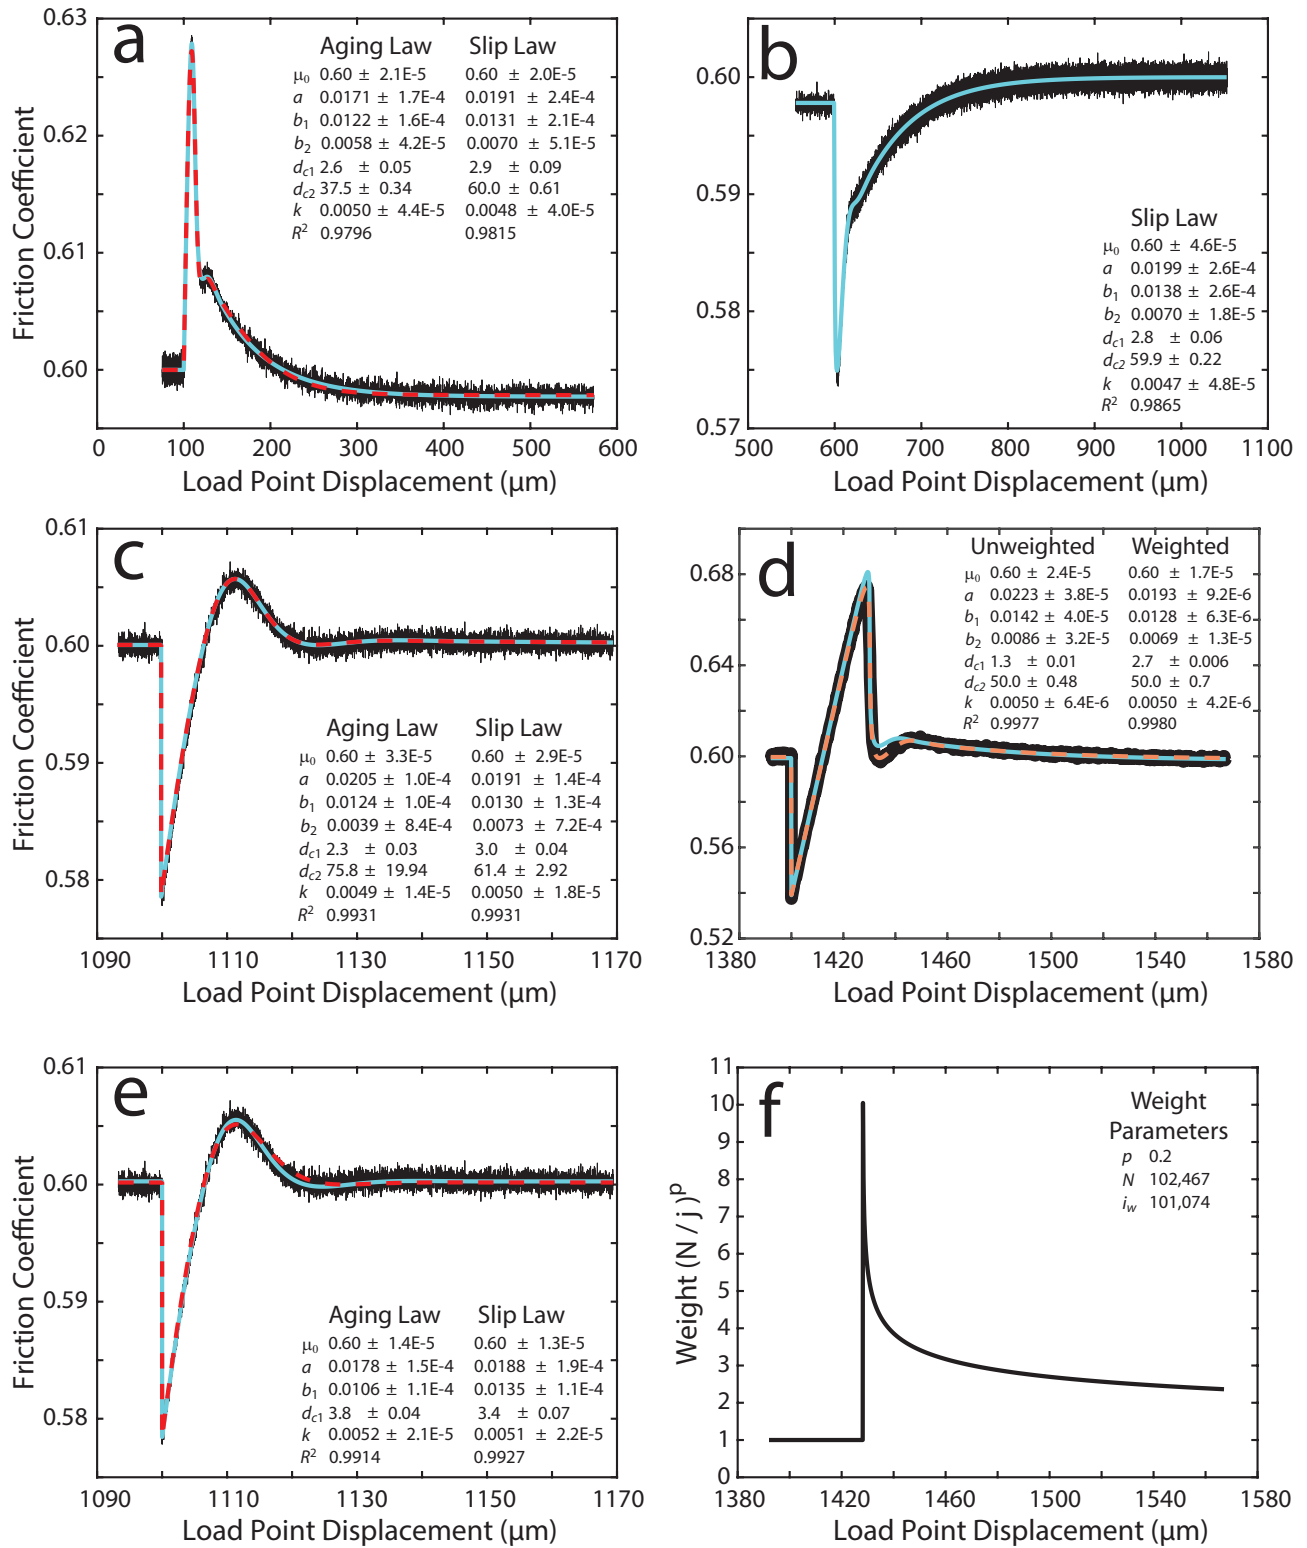 a
Friction Coefficient
0.63
0.62
0.61
0.60
Aging Law Slip Law
μ₀ 0.60 ± 2.1E-5 0.60 ± 2.0E-5
a 0.0171 ± 1.7E-4 0.0191 ± 2.4E-4
b₁ 0.0122 ± 1.6E-4 0.0131 ± 2.1E-4
b₂ 0.0058 ± 4.2E-5 0.0070 ± 5.1E-5
dc1 2.6 ± 0.05 2.9 ± 0.09
dc2 37.5 ± 0.34 60.0 ± 0.61
k 0.0050 ± 4.4E-5 0.0048 ± 4.0E-5
R² 0.9796 0.9815
0 100 200 300 400 500 600
Load Point Displacement (μm)
b
0.60
0.59
0.58
0.57
Slip Law
μ₀ 0.60 ± 4.6E-5
a 0.0199 ± 2.6E-4
b₁ 0.0138 ± 2.6E-4
b₂ 0.0070 ± 1.8E-5
dc1 2.8 ± 0.06
dc2 59.9 ± 0.22
k 0.0047 ± 4.8E-5
R² 0.9865
500 600 700 800 900 1000 1100
Load Point Displacement (μm)
c
Friction Coefficient
0.61
0.60
0.59
0.58
Aging Law Slip Law
μ₀ 0.60 ± 3.3E-5 0.60 ± 2.9E-5
a 0.0205 ± 1.0E-4 0.0191 ± 1.4E-4
b₁ 0.0124 ± 1.0E-4 0.0130 ± 1.3E-4
b₂ 0.0039 ± 8.4E-4 0.0073 ± 7.2E-4
dc1 2.3 ± 0.03 3.0 ± 0.04
dc2 75.8 ± 19.94 61.4 ± 2.92
k 0.0049 ± 1.4E-5 0.0050 ± 1.8E-5
R² 0.9931 0.9931
1090 1110 1130 1150 1170
Load Point Displacement (μm)
d
0.68
0.64
0.60
0.56
0.52
Unweighted Weighted
μ₀ 0.60 ± 2.4E-5 0.60 ± 1.7E-5
a 0.0223 ± 3.8E-5 0.0193 ± 9.2E-6
b₁ 0.0142 ± 4.0E-5 0.0128 ± 6.3E-6
b₂ 0.0086 ± 3.2E-5 0.0069 ± 1.3E-5
dc1 1.3 ± 0.01 2.7 ± 0.006
dc2 50.0 ± 0.48 50.0 ± 0.7
k 0.0050 ± 6.4E-6 0.0050 ± 4.2E-6
R² 0.9977 0.9980
1380 1420 1460 1500 1540 1580
Load Point Displacement (μm)
e
Friction Coefficient
0.61
0.60
0.59
0.58
Aging Law Slip Law
μ₀ 0.60 ± 1.4E-5 0.60 ± 1.3E-5
a 0.0178 ± 1.5E-4 0.0188 ± 1.9E-4
b₁ 0.0106 ± 1.1E-4 0.0135 ± 1.1E-4
dc1 3.8 ± 0.04 3.4 ± 0.07
k 0.0052 ± 2.1E-5 0.0051 ± 2.2E-5
R² 0.9914 0.9927
1090 1110 1130 1150 1170
Load Point Displacement (μm)
f
Weight (N / j)ᵖ
11
10
9
8
7
6
5
4
3
2
1
0
Weight
Parameters
p 0.2
N 102,467
iw 101,074
1380 1420 1460 1500 1540 1580
Load Point Displacement (μm)